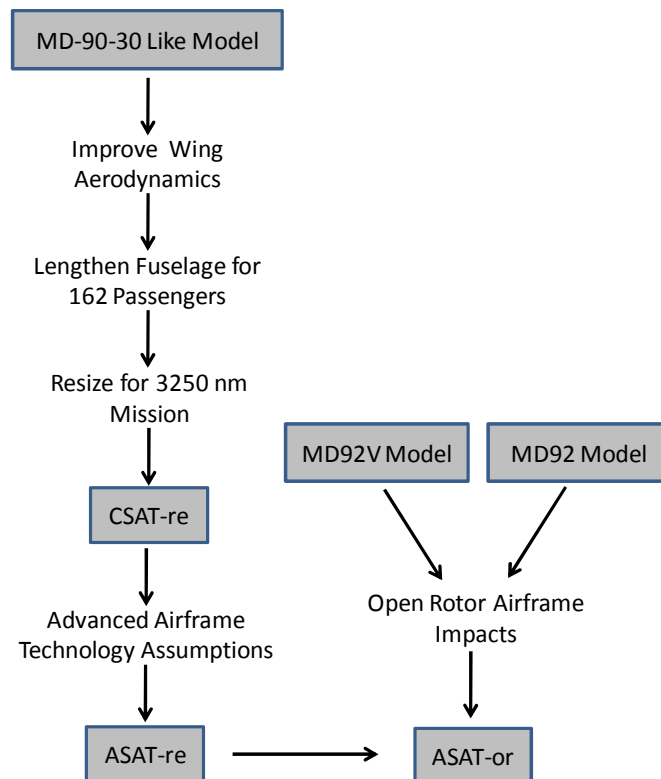 MD-90-30 Like Model
Improve Wing
Aerodynamics
Lengthen Fuselage for
162 Passengers
Resize for 3250 nm
Mission
MD92V Model
MD92 Model
CSAT-re
Advanced Airframe
Technology Assumptions
Open Rotor Airframe
Impacts
ASAT-re
ASAT-or